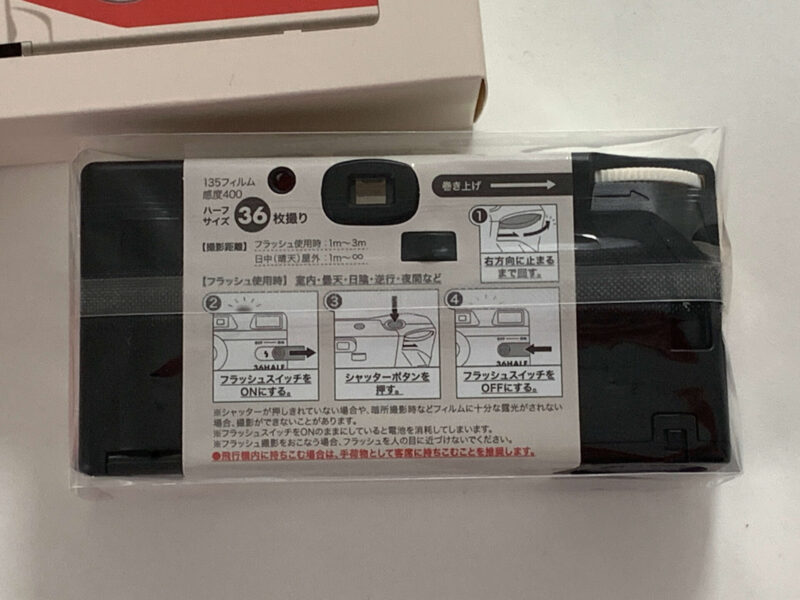 135フィルム
感度400
ハーフ
サイズ 36 枚撮り
巻き上げ
【撮影距離】 フラッシュ使用時:1m~3m
日中(晴天)屋外:1m~∞
【フラッシュ使用時】 室内・曇天・日陰・逆行・夜間など
1
右方向に止まる
まで回す。
2
OFF ON
36HALF
フラッシュスイッチを
ONにする。
3
シャッターボタンを
押す。
4
OFF ON
36HALF
フラッシュスイッチを
OFFにする。
※シャッターが押しきれていない場合や、暗所撮影時などフィルムに十分な露光がされない
場合、撮影ができないことがあります。
※フラッシュスイッチをONのままにしていると電池を消耗してしまいます。
※フラッシュ撮影をおこなう場合、フラッシュを人の目に近づけないでください。
●飛行機内に持ちこむ場合は、手荷物として客席に持ちこむことを推奨します。